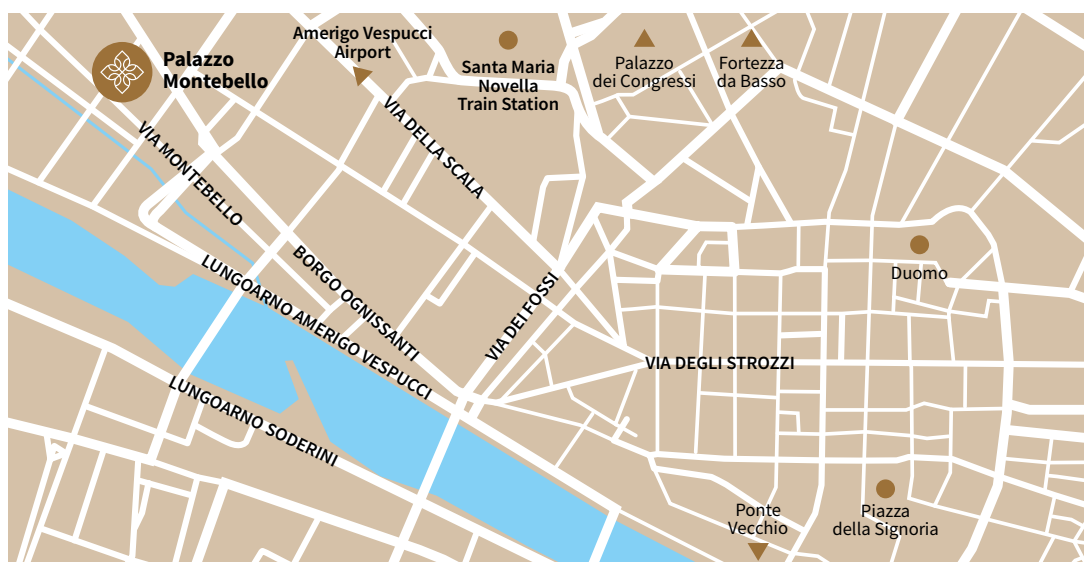 Palazzo
Montebello
Amerigo Vespucci
Airport
Santa Maria
Novella
Train Station
Palazzo
dei Congressi
Fortezza
da Basso
VIA MONTEBELLO
VIA DELLA SCALA
BORGO OGNISSANTI
LUNGOARNO AMERIGO VESPUCCI
VIA DEI FOSSI
Duomo
VIA DEGLI STROZZI
LUNGOARNO SODERINI
Ponte
Vecchio
Piazza
della Signoria